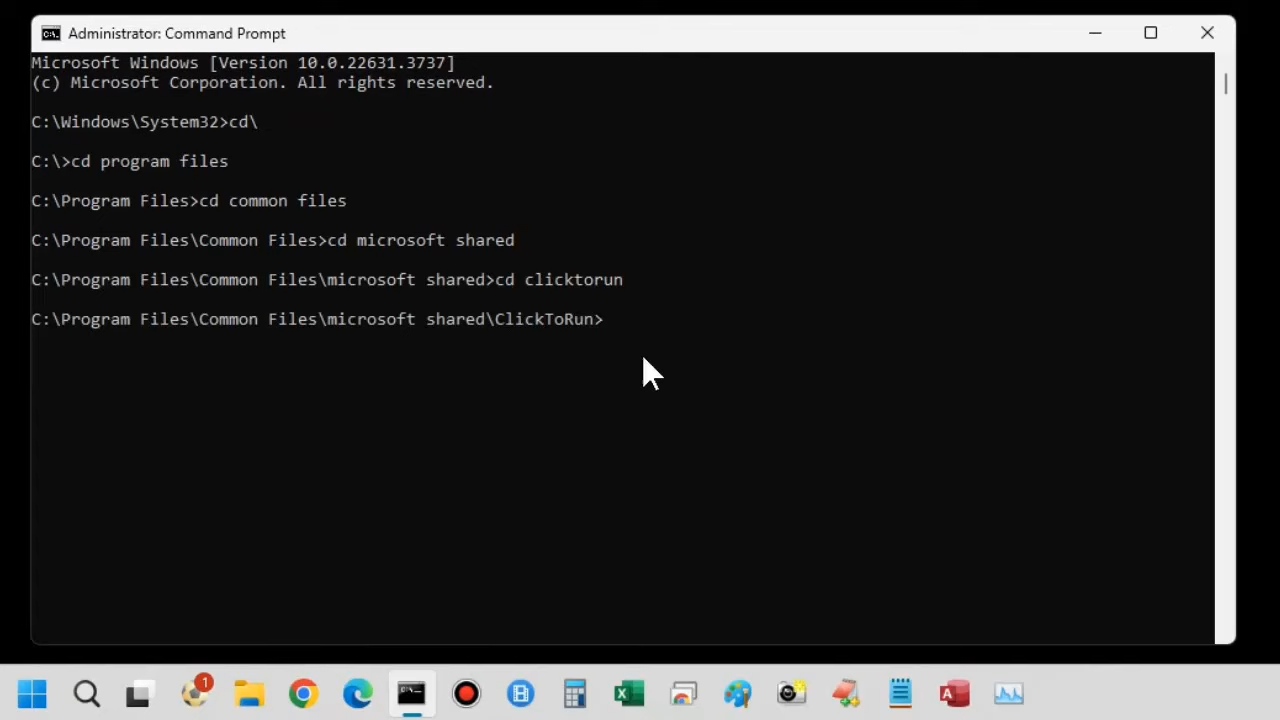 Administrator: Command Prompt
Microsoft Windows [Version 10.0.22631.3737]
(c) Microsoft Corporation. All rights reserved.
C:\Windows\System32>cd\
C:\>cd program files
C:\Program Files>cd common files
C:\Program Files\Common Files>cd microsoft shared
C:\Program Files\Common Files\microsoft shared>cd clicktorun
C:\Program Files\Common Files\microsoft shared\ClickToRun>
1